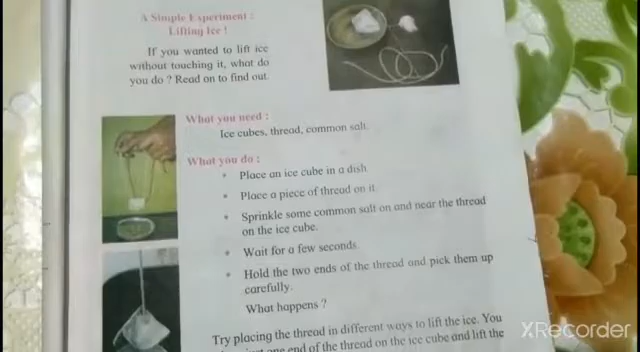 A Simple Experiment :
Lifting Ice !
If you wanted to lift ice
without touching it, what do
you do ? Read on to find out.
What you need :
Ice cubes, thread, common salt.
What you do :
• Place an ice cube in a dish.
• Place a piece of thread on it.
• Sprinkle some common salt on and near the thread
on the ice cube.
• Wait for a few seconds.
• Hold the two ends of the thread and pick them up
carefully.
What happens ?
Try placing the thread in different ways to lift the ice. You
one end of the thread on the ice cube and lift the
XRecorder